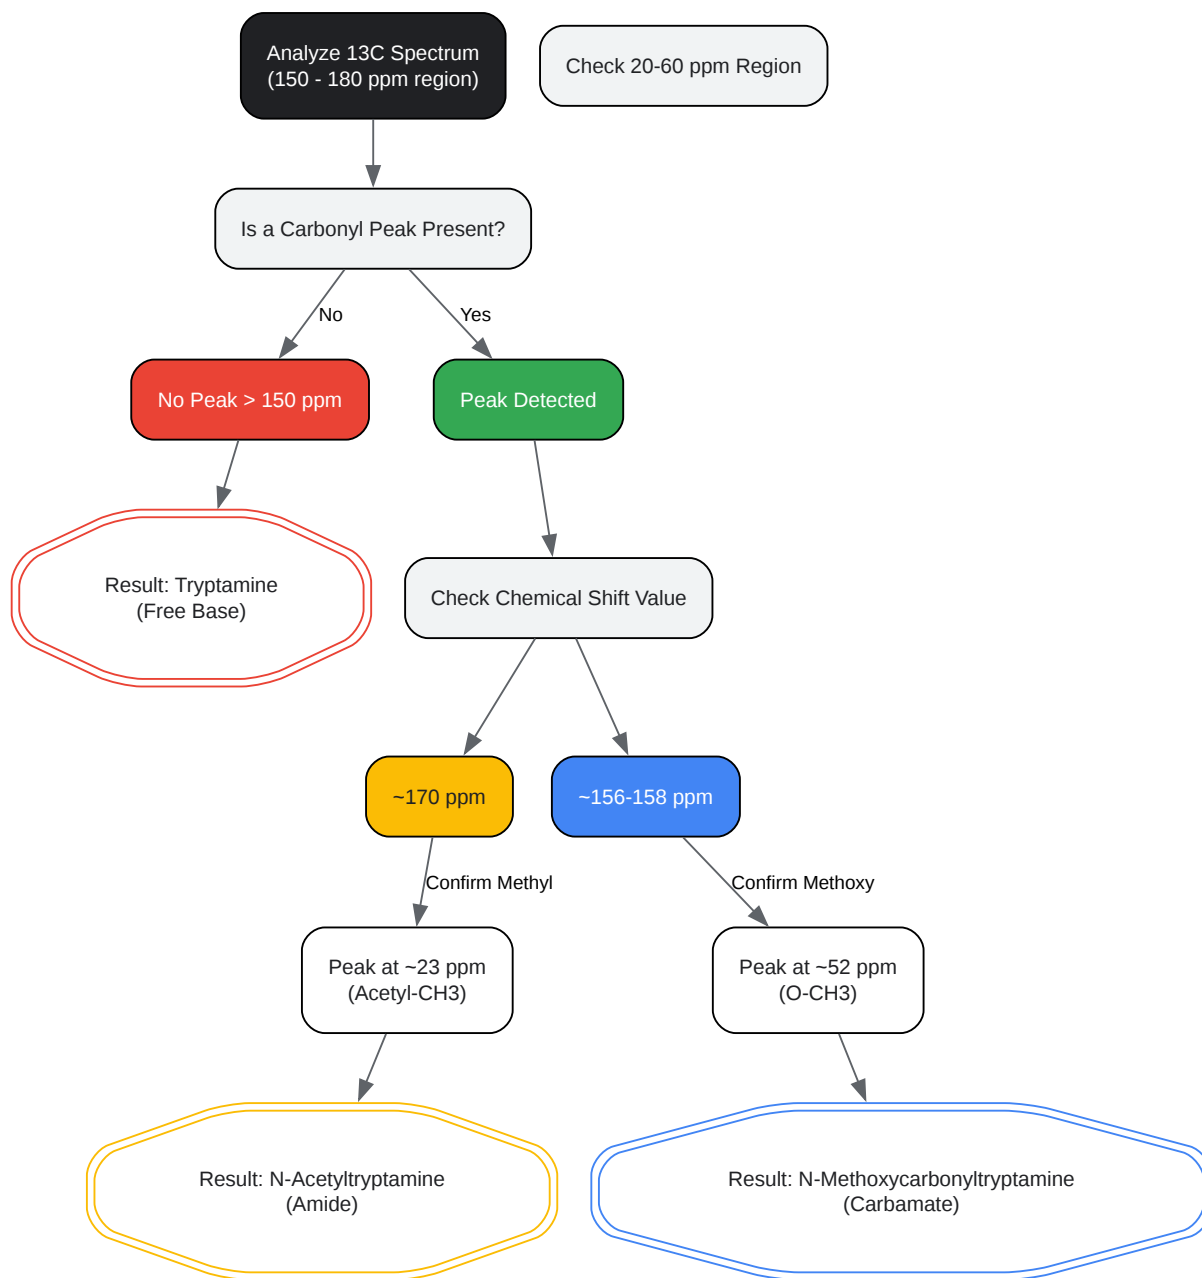 Analyze 13C Spectrum
(150 - 180 ppm region)
Check 20-60 ppm Region
Is a Carbonyl Peak Present?
No
Yes
No Peak > 150 ppm
Peak Detected
Result: Tryptamine
(Free Base)
Check Chemical Shift Value
~170 ppm
~156-158 ppm
Confirm Methyl
Confirm Methoxy
Peak at ~23 ppm
(Acetyl-CH3)
Peak at ~52 ppm
(O-CH3)
Result: N-Acetyltryptamine
(Amide)
Result: N-Methoxycarbonyltryptamine
(Carbamate)